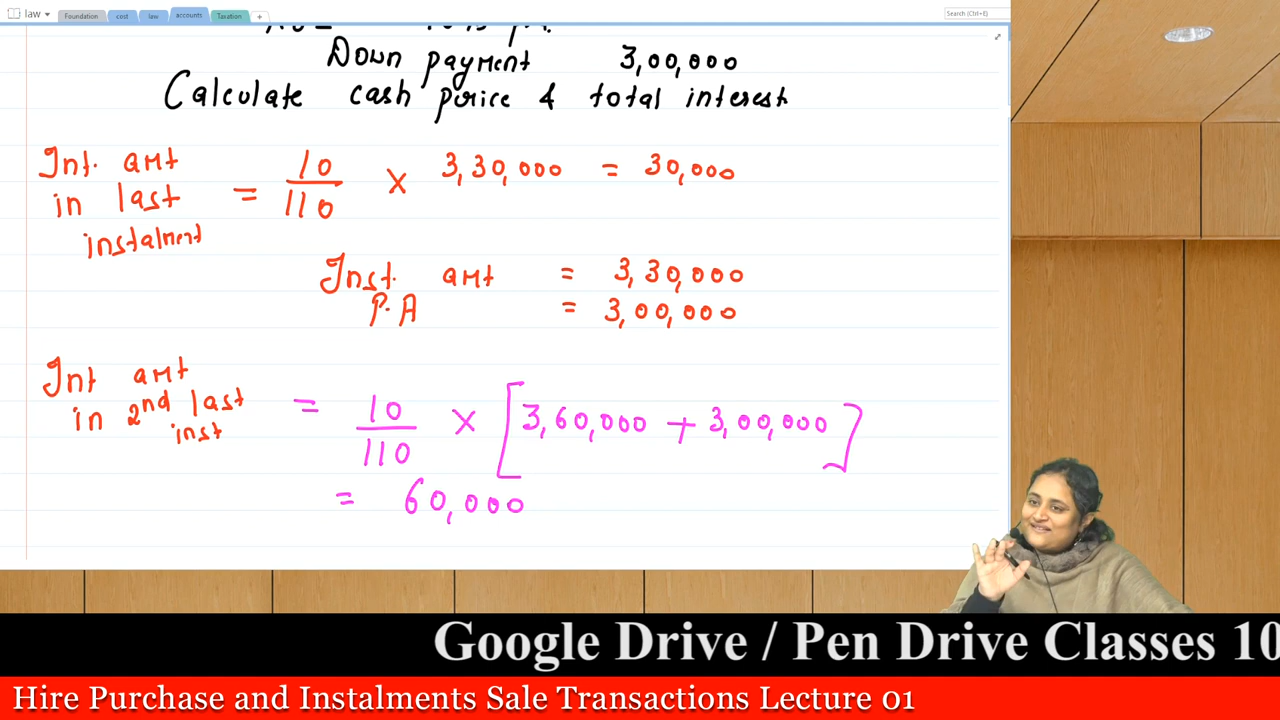 law
Foundation cost law accounts Taxation +
Search (Ctrl+E)
Down payment 3,00,000
Calculate cash price & total interest
Int. amt in last instalment = 10/110 × 3,30,000 = 30,000
Inst. amt = 3,30,000
P.A = 3,00,000
Int amt in 2nd last inst = 10/110 × [3,60,000 + 3,00,000]
= 60,000
Google Drive / Pen Drive Classes 10
Hire Purchase and Instalments Sale Transactions Lecture 01